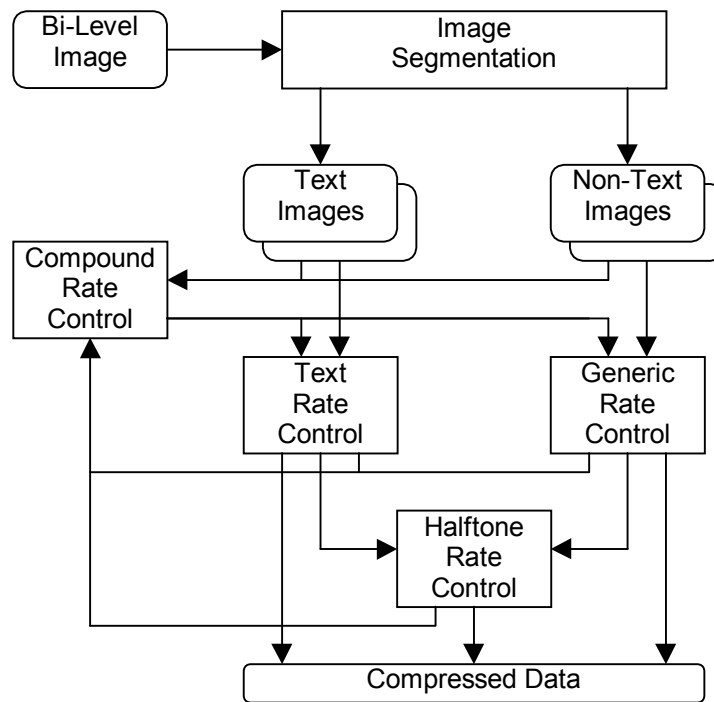 Bi-Level
Image
Image
Segmentation
Text
Images
Non-Text
Images
Compound
Rate
Control
Text
Rate
Control
Generic
Rate
Control
Halftone
Rate
Control
Compressed Data